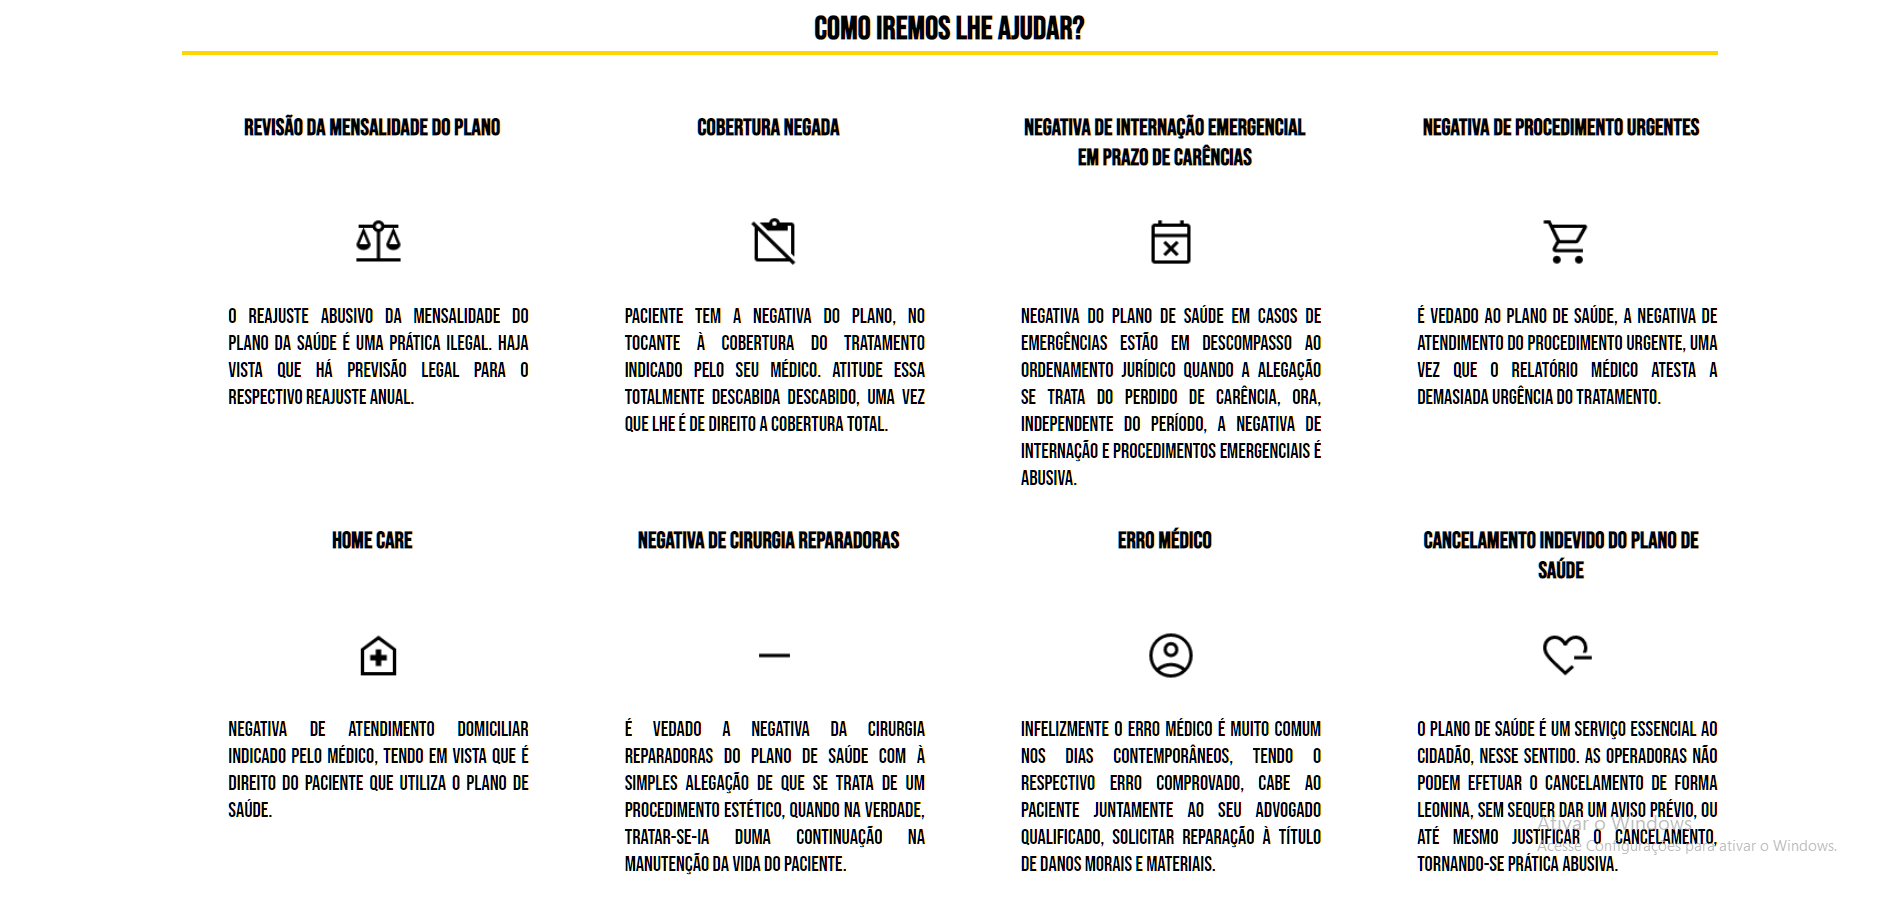 COMO IREMOS LHE AJUDAR?
REVISÃO DA MENSALIDADE DO PLANO
O REAJUSTE ABUSIVO DA MENSALIDADE DO
PLANO DA SAÚDE É UMA PRÁTICA ILEGAL. HAJA
VISTA QUE HÁ PREVISÃO LEGAL PARA O
RESPECTIVO REAJUSTE ANUAL.
COBERTURA NEGADA
PACIENTE TEM A NEGATIVA DO PLANO, NO
TOCANTE À COBERTURA DO TRATAMENTO
INDICADO PELO SEU MÉDICO. ATITUDE ESSA
TOTALMENTE DESCABIDA DESCABIDO, UMA VEZ
QUE LHE É DE DIREITO A COBERTURA TOTAL.
NEGATIVA DE INTERNAÇÃO EMERGENCIAL
EM PRAZO DE CARÊNCIAS
NEGATIVA DO PLANO DE SAÚDE EM CASOS DE
EMERGÊNCIAS ESTÃO EM DESCOMPASSO AO
ORDENAMENTO JURÍDICO QUANDO A ALEGAÇÃO
SE TRATA DO PERDIDO DE CARÊNCIA, ORA,
INDEPENDENTE DO PERÍODO, A NEGATIVA DE
INTERNAÇÃO E PROCEDIMENTOS EMERGENCIAIS É
ABUSIVA.
NEGATIVA DE PROCEDIMENTO URGENTES
É VEDADO AO PLANO DE SAÚDE, A NEGATIVA DE
ATENDIMENTO DO PROCEDIMENTO URGENTE, UMA
VEZ QUE O RELATÓRIO MÉDICO ATESTA A
DEMASIADA URGÊNCIA DO TRATAMENTO.
HOME CARE
NEGATIVA DE ATENDIMENTO DOMICILIAR
INDICADO PELO MÉDICO, TENDO EM VISTA QUE É
DIREITO DO PACIENTE QUE UTILIZA O PLANO DE
SAÚDE.
NEGATIVA DE CIRURGIA REPARADORAS
É VEDADO A NEGATIVA DA CIRURGIA
REPARADORAS DO PLANO DE SAÚDE COM À
SIMPLES ALEGAÇÃO DE QUE SE TRATA DE UM
PROCEDIMENTO ESTÉTICO, QUANDO NA VERDADE,
TRATAR-SE-IA DUMA CONTINUAÇÃO NA
MANUTENÇÃO DA VIDA DO PACIENTE.
ERRO MÉDICO
INFELIZMENTE O ERRO MÉDICO É MUITO COMUM
NOS DIAS CONTEMPORÂNEOS, TENDO O
RESPECTIVO ERRO COMPROVADO, CABE AO
PACIENTE JUNTAMENTE AO SEU ADVOGADO
QUALIFICADO, SOLICITAR REPARAÇÃO À TÍTULO
DE DANOS MORAIS E MATERIAIS.
CANCELAMENTO INDEVIDO DO PLANO DE
SAÚDE
O PLANO DE SAÚDE É UM SERVIÇO ESSENCIAL AO
CIDADÃO, NESSE SENTIDO. AS OPERADORAS NÃO
PODEM EFETUAR O CANCELAMENTO DE FORMA
LEONINA, SEM SEQUER DAR UM AVISO PRÉVIO, OU
ATÉ MESMO JUSTIFICAR O CANCELAMENTO,
TORNANDO-SE PRÁTICA ABUSIVA.
Ativar o Windows
Acesse Configurações para ativar o Windows.